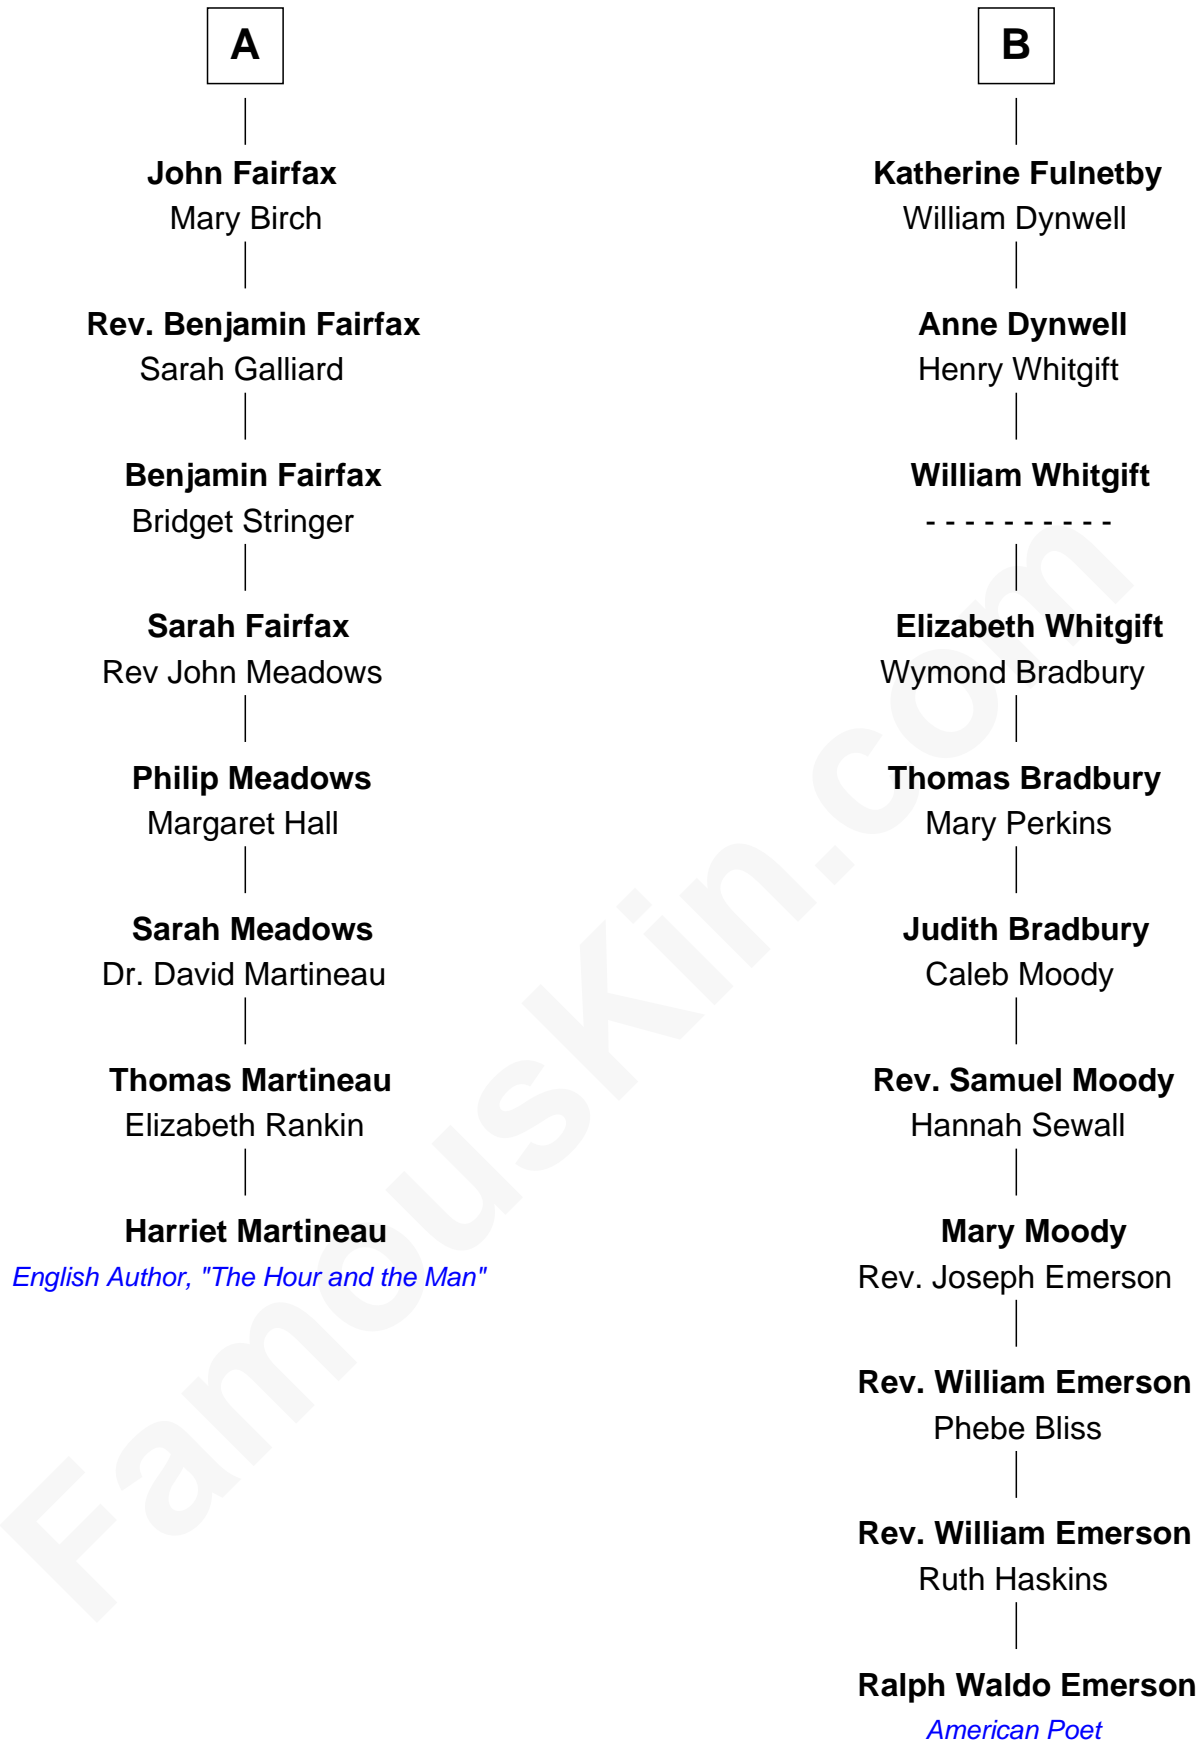 A
John Fairfax
Mary Birch
Rev. Benjamin Fairfax
Sarah Galliard
Benjamin Fairfax
Bridget Stringer
Sarah Fairfax
Rev John Meadows
Philip Meadows
Margaret Hall
Sarah Meadows
Dr. David Martineau
Thomas Martineau
Elizabeth Rankin
Harriet Martineau
English Author, "The Hour and the Man"
B
Katherine Fulnetby
William Dynwell
Anne Dynwell
Henry Whitgift
William Whitgift
- - - - - - - - - -
Elizabeth Whitgift
Wymond Bradbury
Thomas Bradbury
Mary Perkins
Judith Bradbury
Caleb Moody
Rev. Samuel Moody
Hannah Sewall
Mary Moody
Rev. Joseph Emerson
Rev. William Emerson
Phebe Bliss
Rev. William Emerson
Ruth Haskins
Ralph Waldo Emerson
American Poet
FamousKin.com